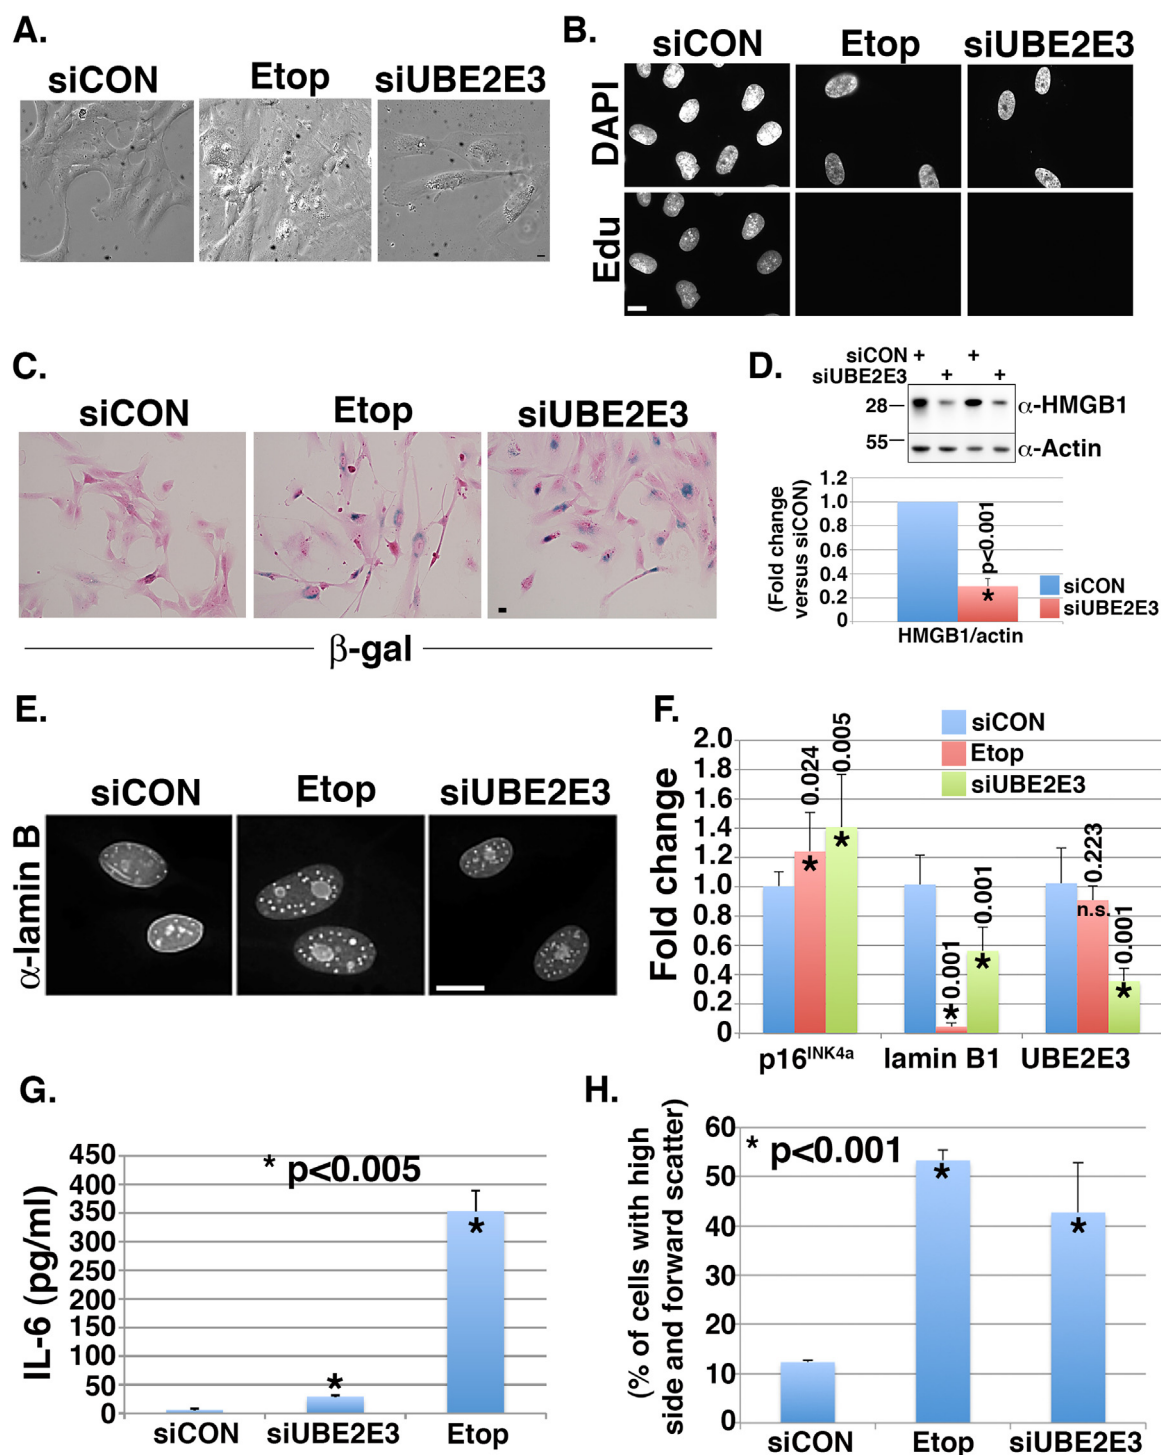 A.
siCON Etop siUBE2E3
B.
siCON Etop siUBE2E3
DAPI
Edu
C.
siCON Etop siUBE2E3
β-gal
D.
siCON + +
siUBE2E3 + +
28 α-HMGB1
55 α-Actin
(Fold change
versus siCON)
1.2
1.0
0.8
0.6
0.4
0.2
0
p<0.001
*
siCON
siUBE2E3
HMGB1/actin
E.
siCON Etop siUBE2E3
α-lamin B
F.
siCON
Etop
siUBE2E3
Fold change
2.0
1.8
1.6
1.4
1.2
1.0
0.8
0.6
0.4
0.2
0
* 0.024
* 0.005
* 0.001
* 0.001
n.s. 0.223
* 0.001
p16INK4a lamin B1 UBE2E3
G.
IL-6 (pg/ml)
450
400
350
300
250
200
150
100
50
0
* p<0.005
*
*
siCON siUBE2E3 Etop
H.
(% of cells with high
side and forward scatter)
60
50
40
30
20
10
0
* p<0.001
*
*
siCON Etop siUBE2E3